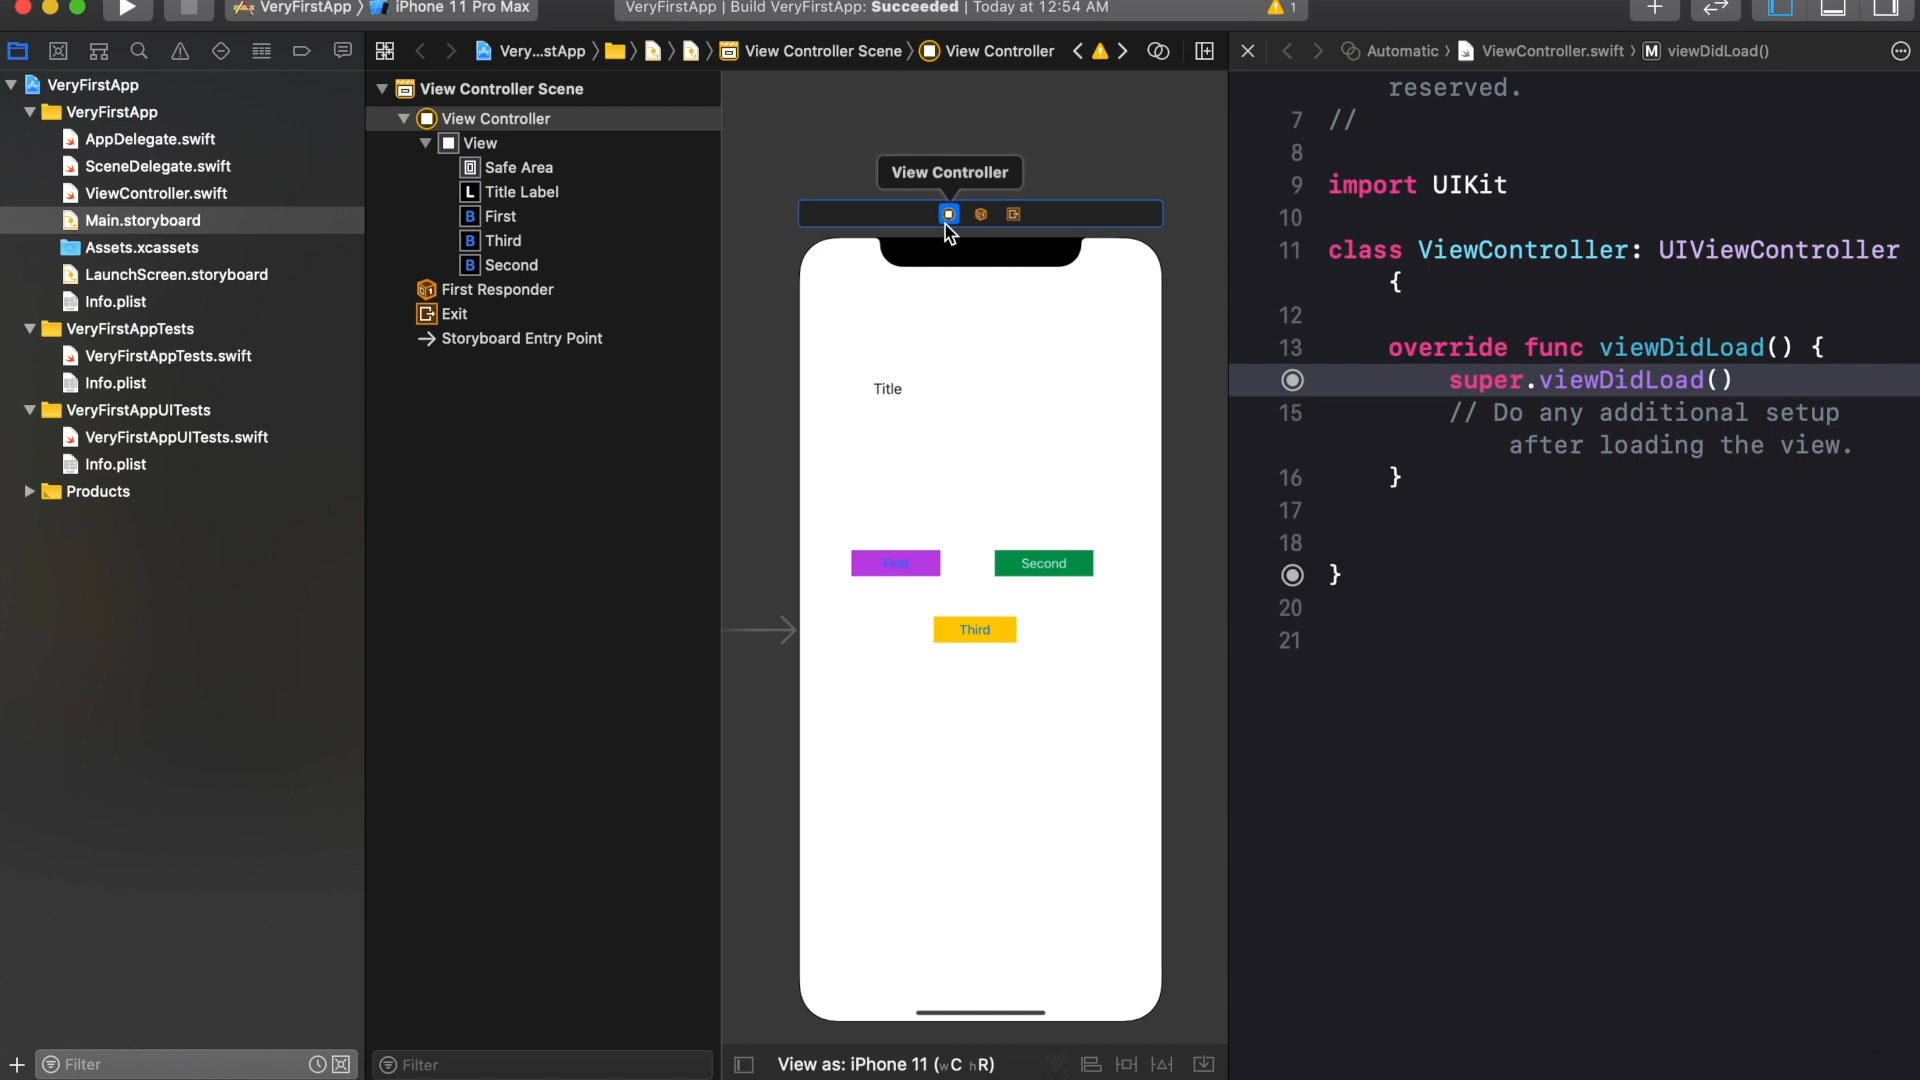 VeryFirstApp
iPhone 11 Pro Max
VeryFirstApp | Build VeryFirstApp: Succeeded | Today at 12:54 AM
1
Very...stApp
View Controller Scene
View Controller
Automatic
ViewController.swift
M
viewDidLoad()
VeryFirstApp
VeryFirstApp
AppDelegate.swift
SceneDelegate.swift
ViewController.swift
Main.storyboard
Assets.xcassets
LaunchScreen.storyboard
Info.plist
VeryFirstAppTests
VeryFirstAppTests.swift
Info.plist
VeryFirstAppUITests
VeryFirstAppUITests.swift
Info.plist
Products
Filter
View Controller Scene
View Controller
View
Safe Area
L Title Label
B First
B Third
B Second
First Responder
Exit
Storyboard Entry Point
Filter
View Controller
Title
First
Second
Third
View as: iPhone 11 (wC hR)
reserved.
7 //
8
9 import UIKit
10
11 class ViewController: UIViewController
{
12
13 override func viewDidLoad() {
super.viewDidLoad()
15 // Do any additional setup
after loading the view.
16 }
17
18
}
20
21